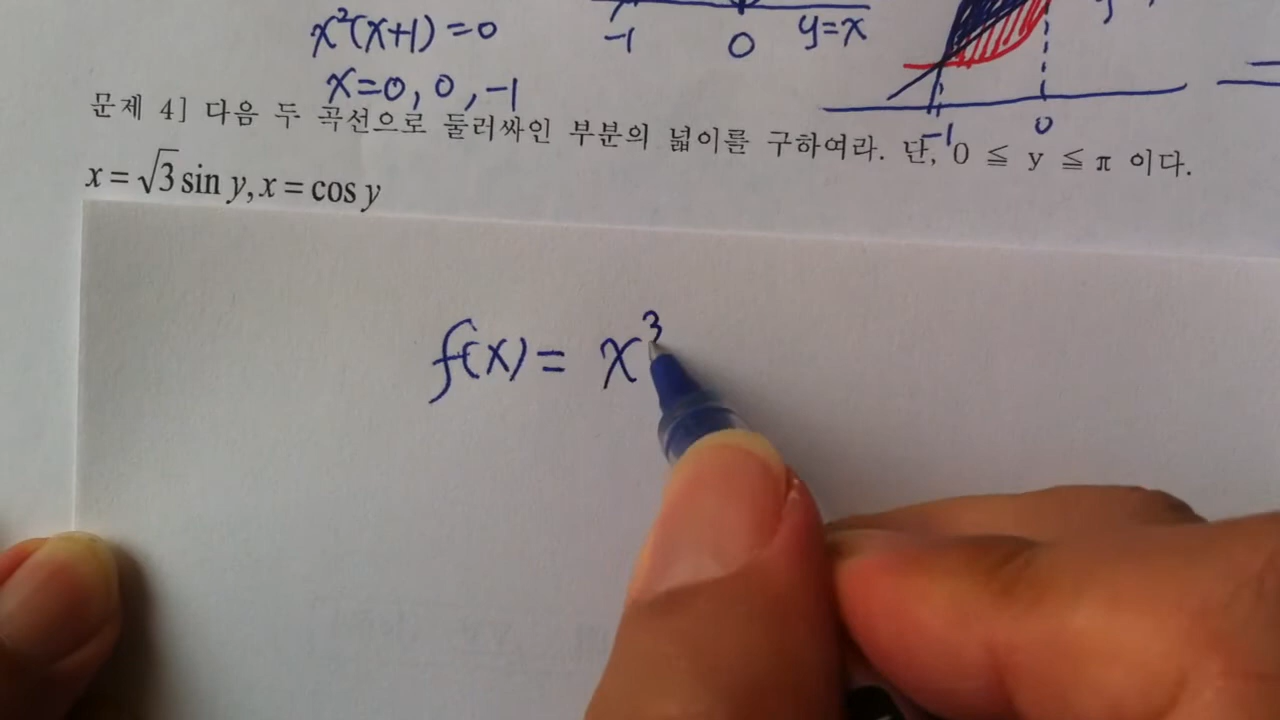 x²(x+1)=0
x=0, 0, -1
-1 0 y=x
-1 0
문제 4] 다음 두 곡선으로 둘러싸인 부분의 넓이를 구하여라. 단, 0 ≦ y ≦ π 이다.
x = √3 sin y, x = cos y
f(x) = x³